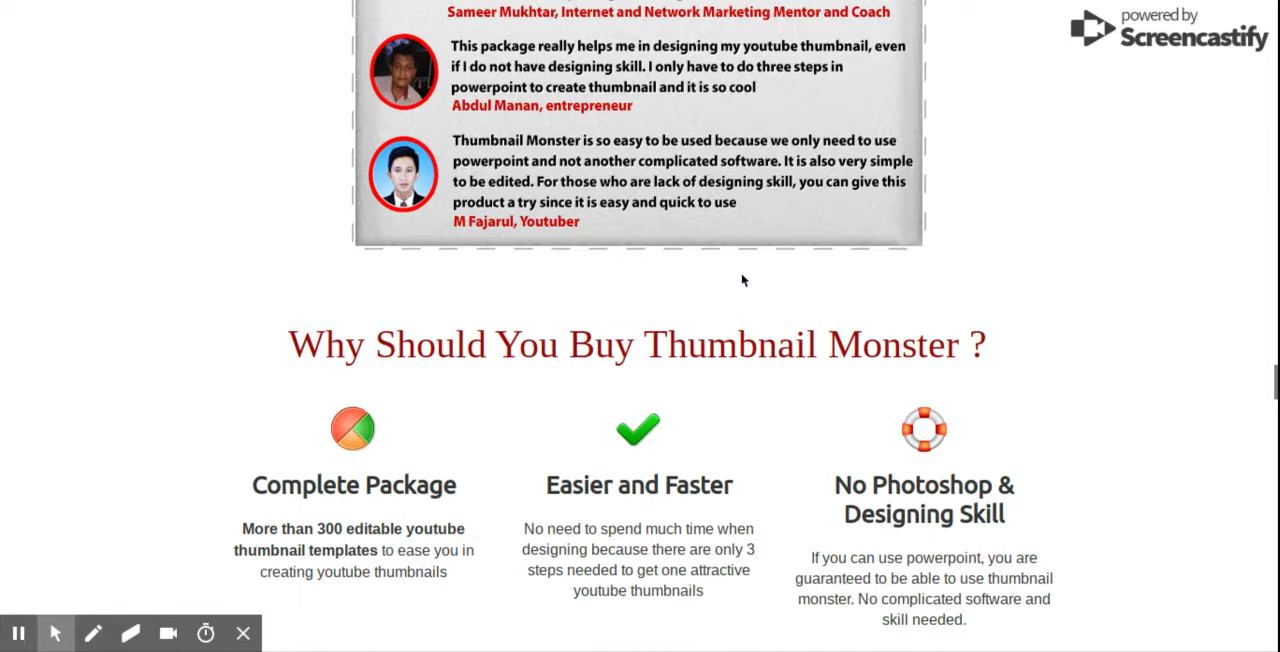 Sameer Mukhtar, Internet and Network Marketing Mentor and Coach
powered by
Screencastify
This package really helps me in designing my youtube thumbnail, even
if I do not have designing skill. I only have to do three steps in
powerpoint to create thumbnail and it is so cool
Abdul Manan, entrepreneur
Thumbnail Monster is so easy to be used because we only need to use
powerpoint and not another complicated software. It is also very simple
to be edited. For those who are lack of designing skill, you can give this
product a try since it is easy and quick to use
M Fajarul, Youtuber
Why Should You Buy Thumbnail Monster ?
Complete Package
More than 300 editable youtube
thumbnail templates to ease you in
creating youtube thumbnails
Easier and Faster
No need to spend much time when
designing because there are only 3
steps needed to get one attractive
youtube thumbnails
No Photoshop &
Designing Skill
If you can use powerpoint, you are
guaranteed to be able to use thumbnail
monster. No complicated software and
skill needed.